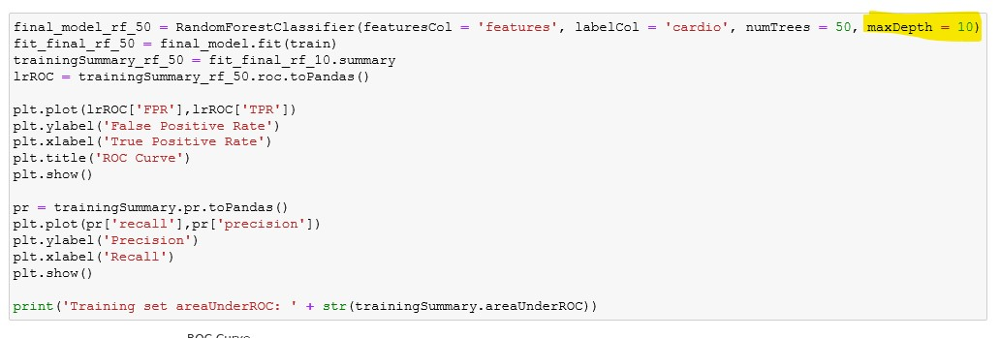 final_model_rf_50 = RandomForestClassifier(featuresCol = 'features', labelCol = 'cardio', numTrees = 50, maxDepth = 10)
fit_final_rf_50 = final_model.fit(train)
trainingSummary_rf_50 = fit_final_rf_10.summary
lrROC = trainingSummary_rf_50.roc.toPandas()
plt.plot(lrROC['FPR'],lrROC['TPR'])
plt.ylabel('False Positive Rate')
plt.xlabel('True Positive Rate')
plt.title('ROC Curve')
plt.show()
pr = trainingSummary.pr.toPandas()
plt.plot(pr['recall'],pr['precision'])
plt.ylabel('Precision')
plt.xlabel('Recall')
plt.show()
print('Training set areaUnderROC: ' + str(trainingSummary.areaUnderROC))
ROC Curve